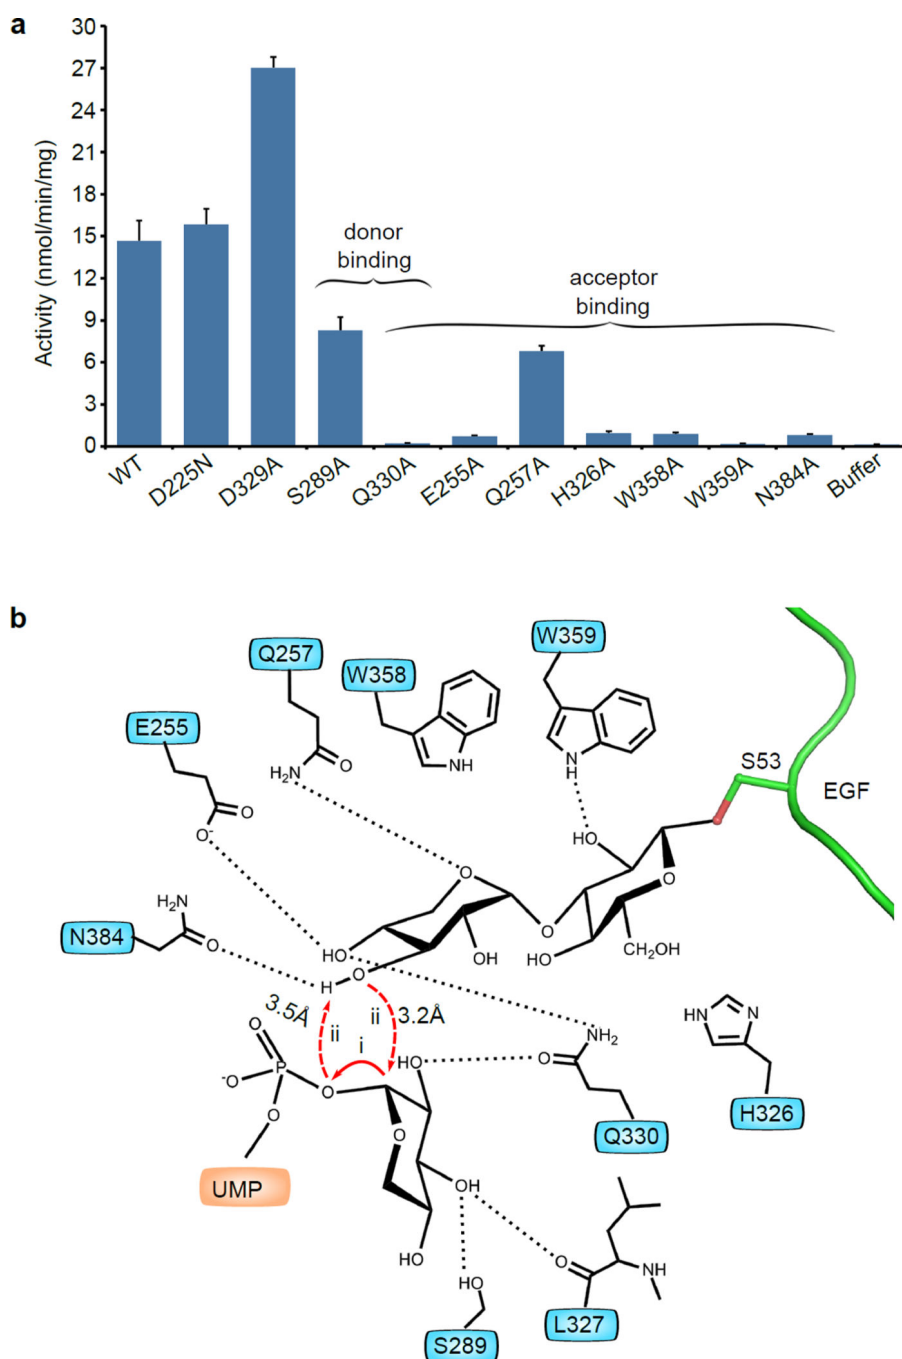 a
30
27
24
21
18
15
12
9
6
3
0
Activity (nmol/min/mg)
donor
binding
acceptor
binding
WT
D225N
D329A
S289A
Q330A
E255A
Q257A
H326A
W358A
W359A
N384A
Buffer
b
Q257
W358
W359
E255
S53
EGF
H2N
O
NH
N
H
O
O-
HO
O
O
H2N
N384
O
HO
O
OH
O
HO
CH2OH
H
O
3.5Å
ii
ii
3.2Å
i
O
-O
P
O
O
HO
O
NH2
HN
N
H326
Q330
UMP
O
OH
HO
HO
S289
O
NH
L327